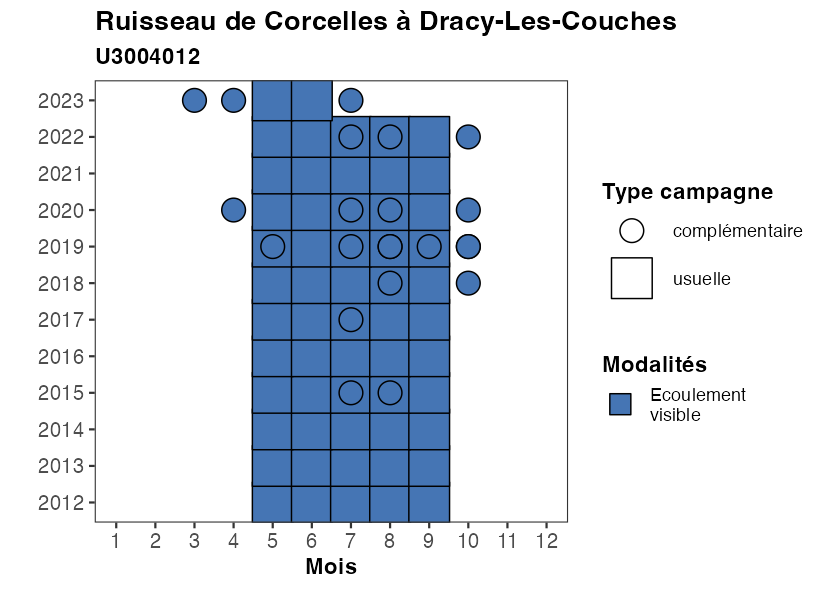 Ruisseau de Corcelles à Dracy-Les-Couches
U3004012
2023
2022
2021
2020
2019
2018
2017
2016
2015
2014
2013
2012
1 2 3 4 5 6 7 8 9 10 11 12
Mois
Type campagne
complémentaire
usuelle
Modalités
Ecoulement
visible